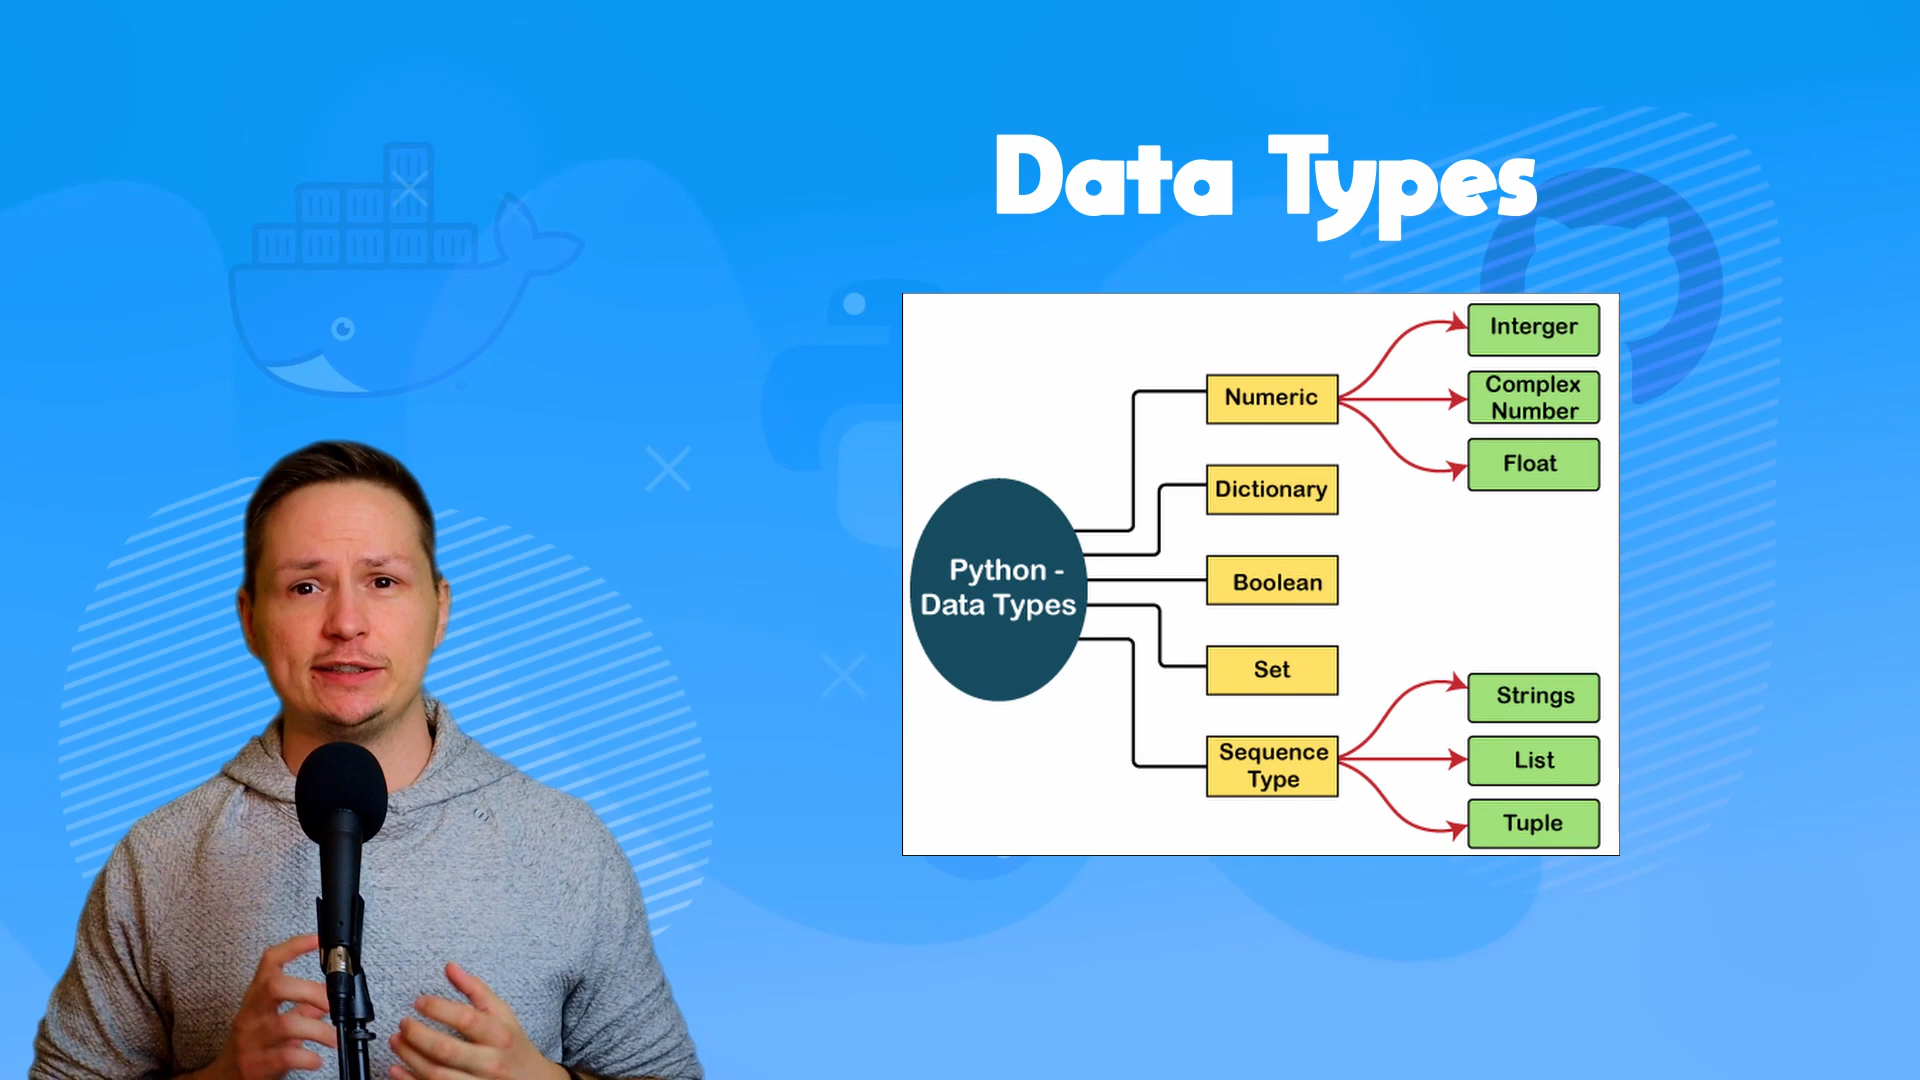 Data Types
Interger
Numeric
Complex
Number
Float
Dictionary
Python -
Data Types
Boolean
Set
Strings
Sequence
Type
List
Tuple